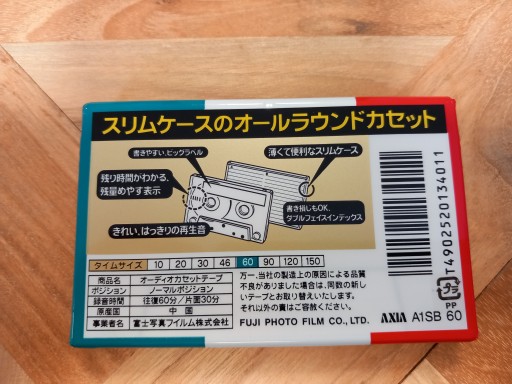 スリムケースのオールラウンドカセット
書きやすい、ビッグラベル
薄くて便利なスリムケース
残り時間がわかる、
残量めやす表示
書き損じもOK、
ダブルフェイスインデックス
きれい、はっきりの再生音
タイムサイズ 10 20 30 46 60 90 120 150
商品名 オーディオカセットテープ
ポジション ノーマルポジション
録音時間 往復60分/片面30分
原産国 中国
事業者名 富士写真フイルム株式会社
万一、当社の製造上の原因による品質
不良がありました場合は、同数の新し
いテープとお取り替えいたします。
それ以外の責はご容赦ください。
FUJI PHOTO FILM CO., LTD.
T4902520134011
プラ
PP
AXIA A1SB 60